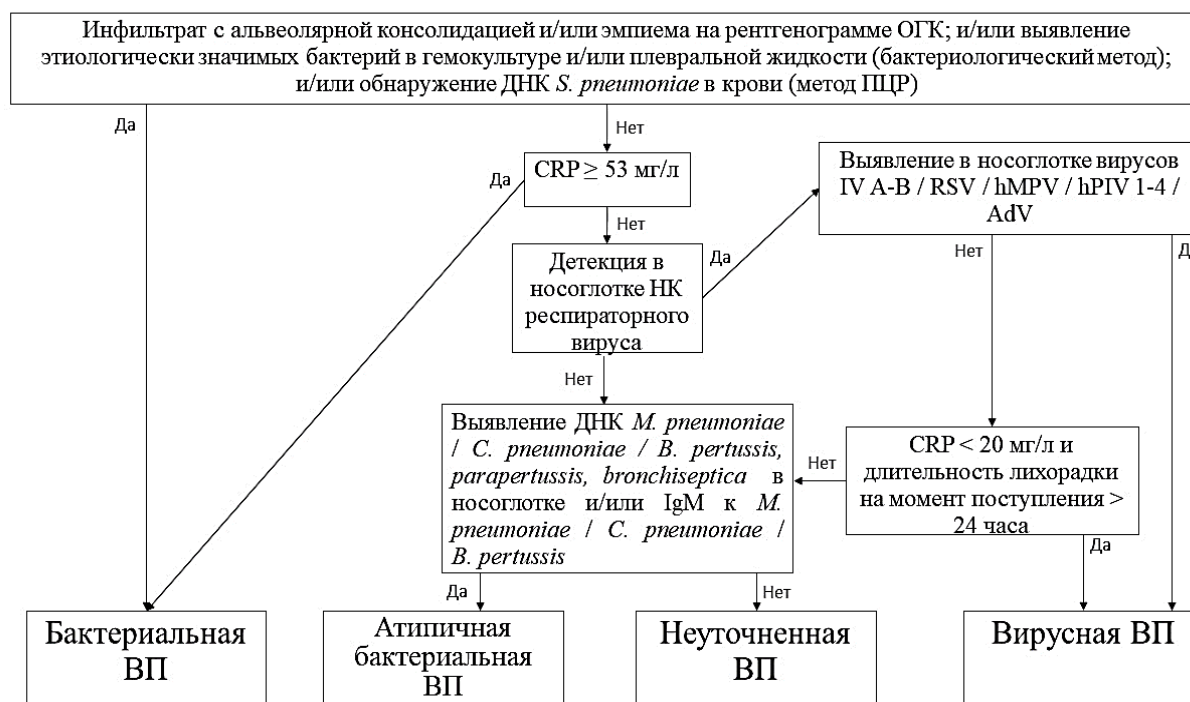 Инфильтрат с альвеолярной консолидацией и/или эмпиема на рентгенограмме ОГК; и/или выявление
этиологически значимых бактерий в гемокультуре и/или плевральной жидкости (бактериологический метод);
и/или обнаружение ДНК S. pneumoniae в крови (метод ПЦР)
Да
Нет
CRP ≥ 53 мг/л
Да
Нет
Выявление в носоглотке вирусов
IV A-B / RSV / hMPV / hPIV 1-4 /
AdV
Детекция в
носоглотке НК
респираторного
вируса
Да
Нет
Нет
Выявление ДНК M. pneumoniae
/ C. pneumoniae / B. pertussis,
parapertussis, bronchiseptica в
носоглотке и/или IgM к M.
pneumoniae / C. pneumoniae /
B. pertussis
Нет
CRP < 20 мг/л и
длительность лихорадки
на момент поступления >
24 часа
Да
Да
Нет
Бактериальная
ВП
Атипичная
бактериальная
ВП
Неуточненная
ВП
Вирусная ВП